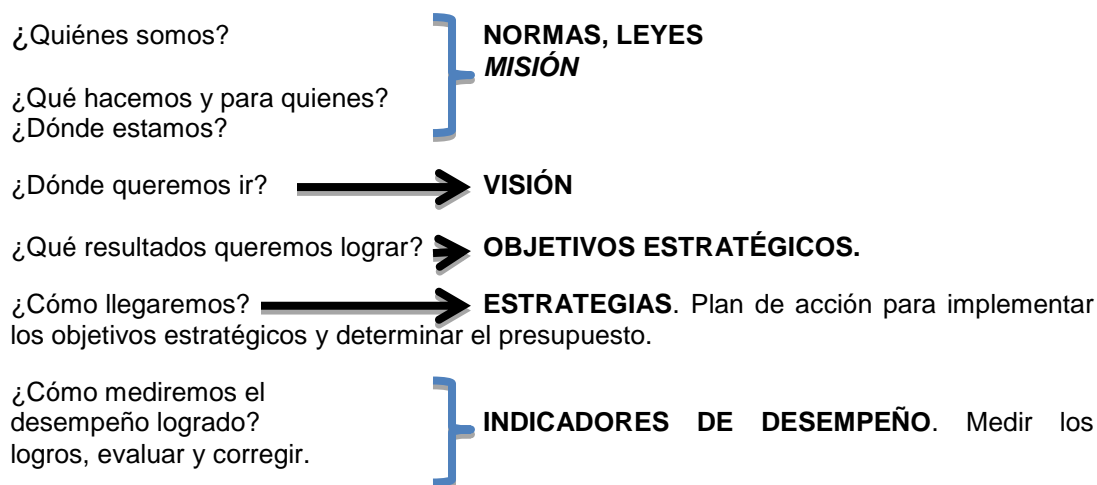 ¿Quiénes somos? NORMAS, LEYES
MISIÓN
¿Qué hacemos y para quienes?
¿Dónde estamos?
¿Dónde queremos ir? VISIÓN
¿Qué resultados queremos lograr? OBJETIVOS ESTRATÉGICOS.
¿Cómo llegaremos? ESTRATEGIAS. Plan de acción para implementar
los objetivos estratégicos y determinar el presupuesto.
¿Cómo mediremos el
desempeño logrado? INDICADORES DE DESEMPEÑO. Medir los
logros, evaluar y corregir.